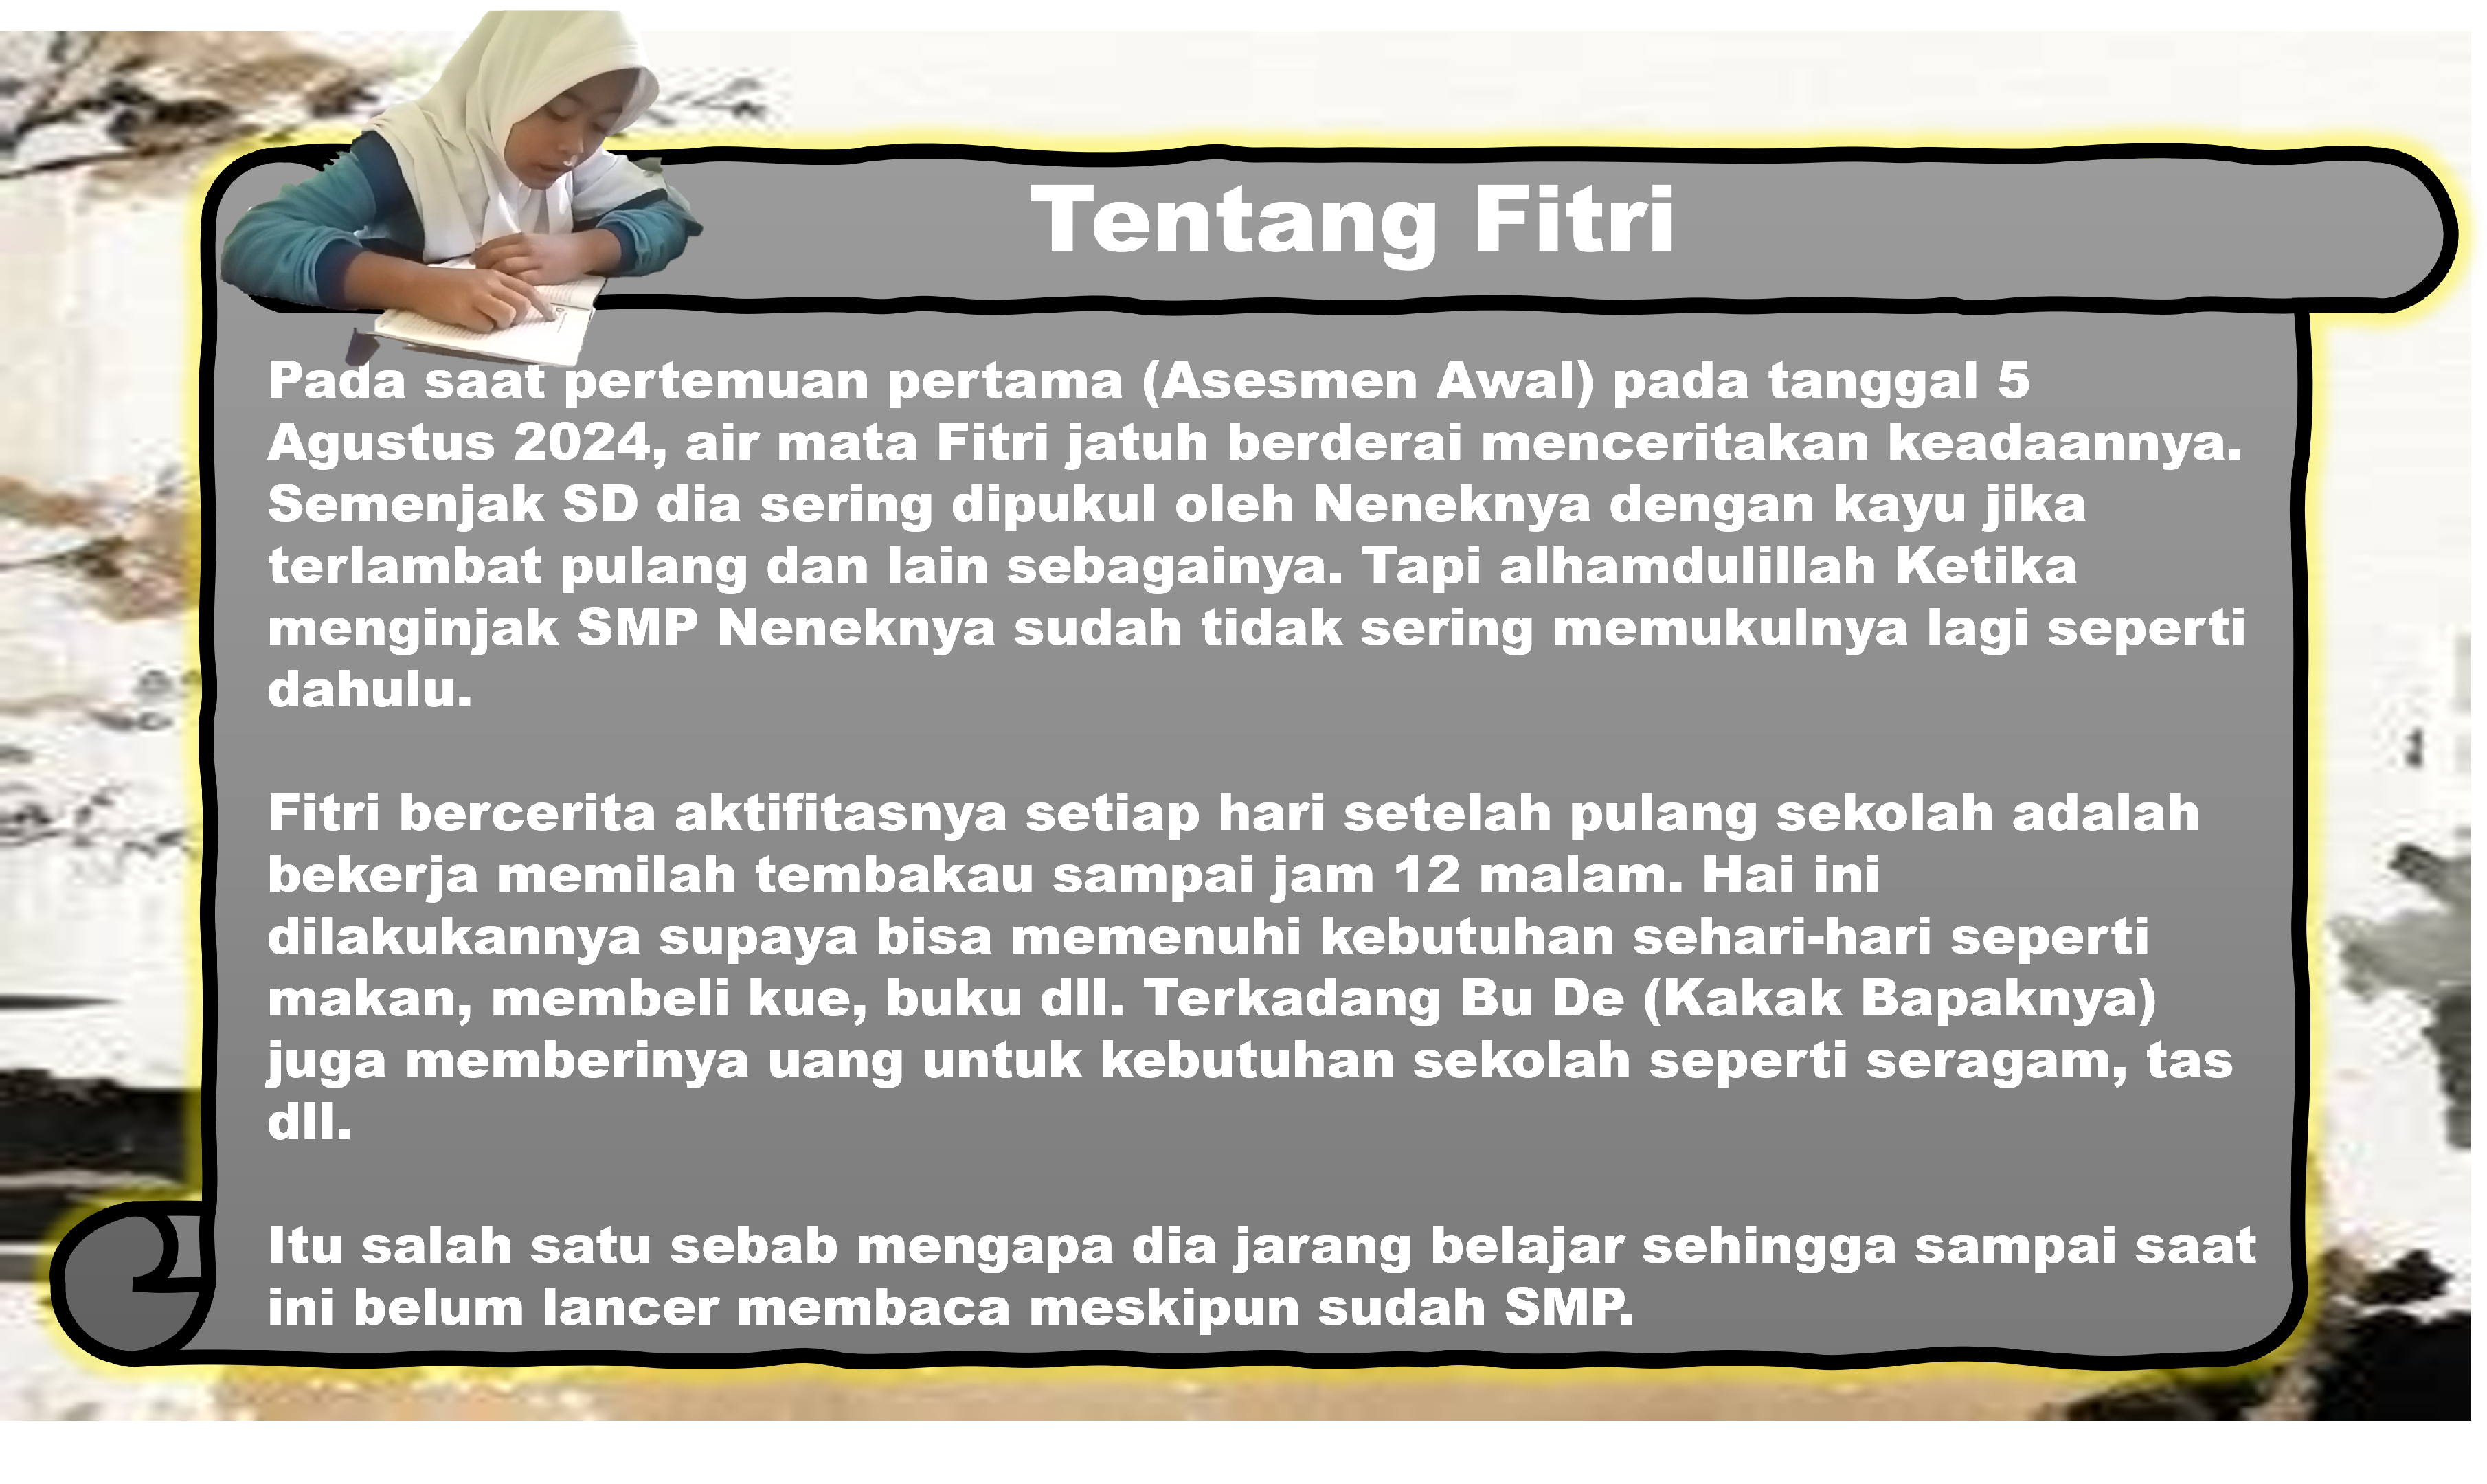 Tentang Fitri
Pada saat pertemuan pertama (Asesmen Awal) pada tanggal 5
Agustus 2024, air mata Fitri jatuh berderai menceritakan keadaannya.
Semenjak SD dia sering dipukul oleh Neneknya dengan kayu jika
terlambat pulang dan lain sebagainya. Tapi alhamdulillah Ketika
menginjak SMP Neneknya sudah tidak sering memukulnya lagi seperti
dahulu.
Fitri bercerita aktifitasnya setiap hari setelah pulang sekolah adalah
bekerja memilah tembakau sampai jam 12 malam. Hai ini
dilakukannya supaya bisa memenuhi kebutuhan sehari-hari seperti
makan, membeli kue, buku dll. Terkadang Bu De (Kakak Bapaknya)
juga memberinya uang untuk kebutuhan sekolah seperti seragam, tas
dll.
Itu salah satu sebab mengapa dia jarang belajar sehingga sampai saat
ini belum lancer membaca meskipun sudah SMP.